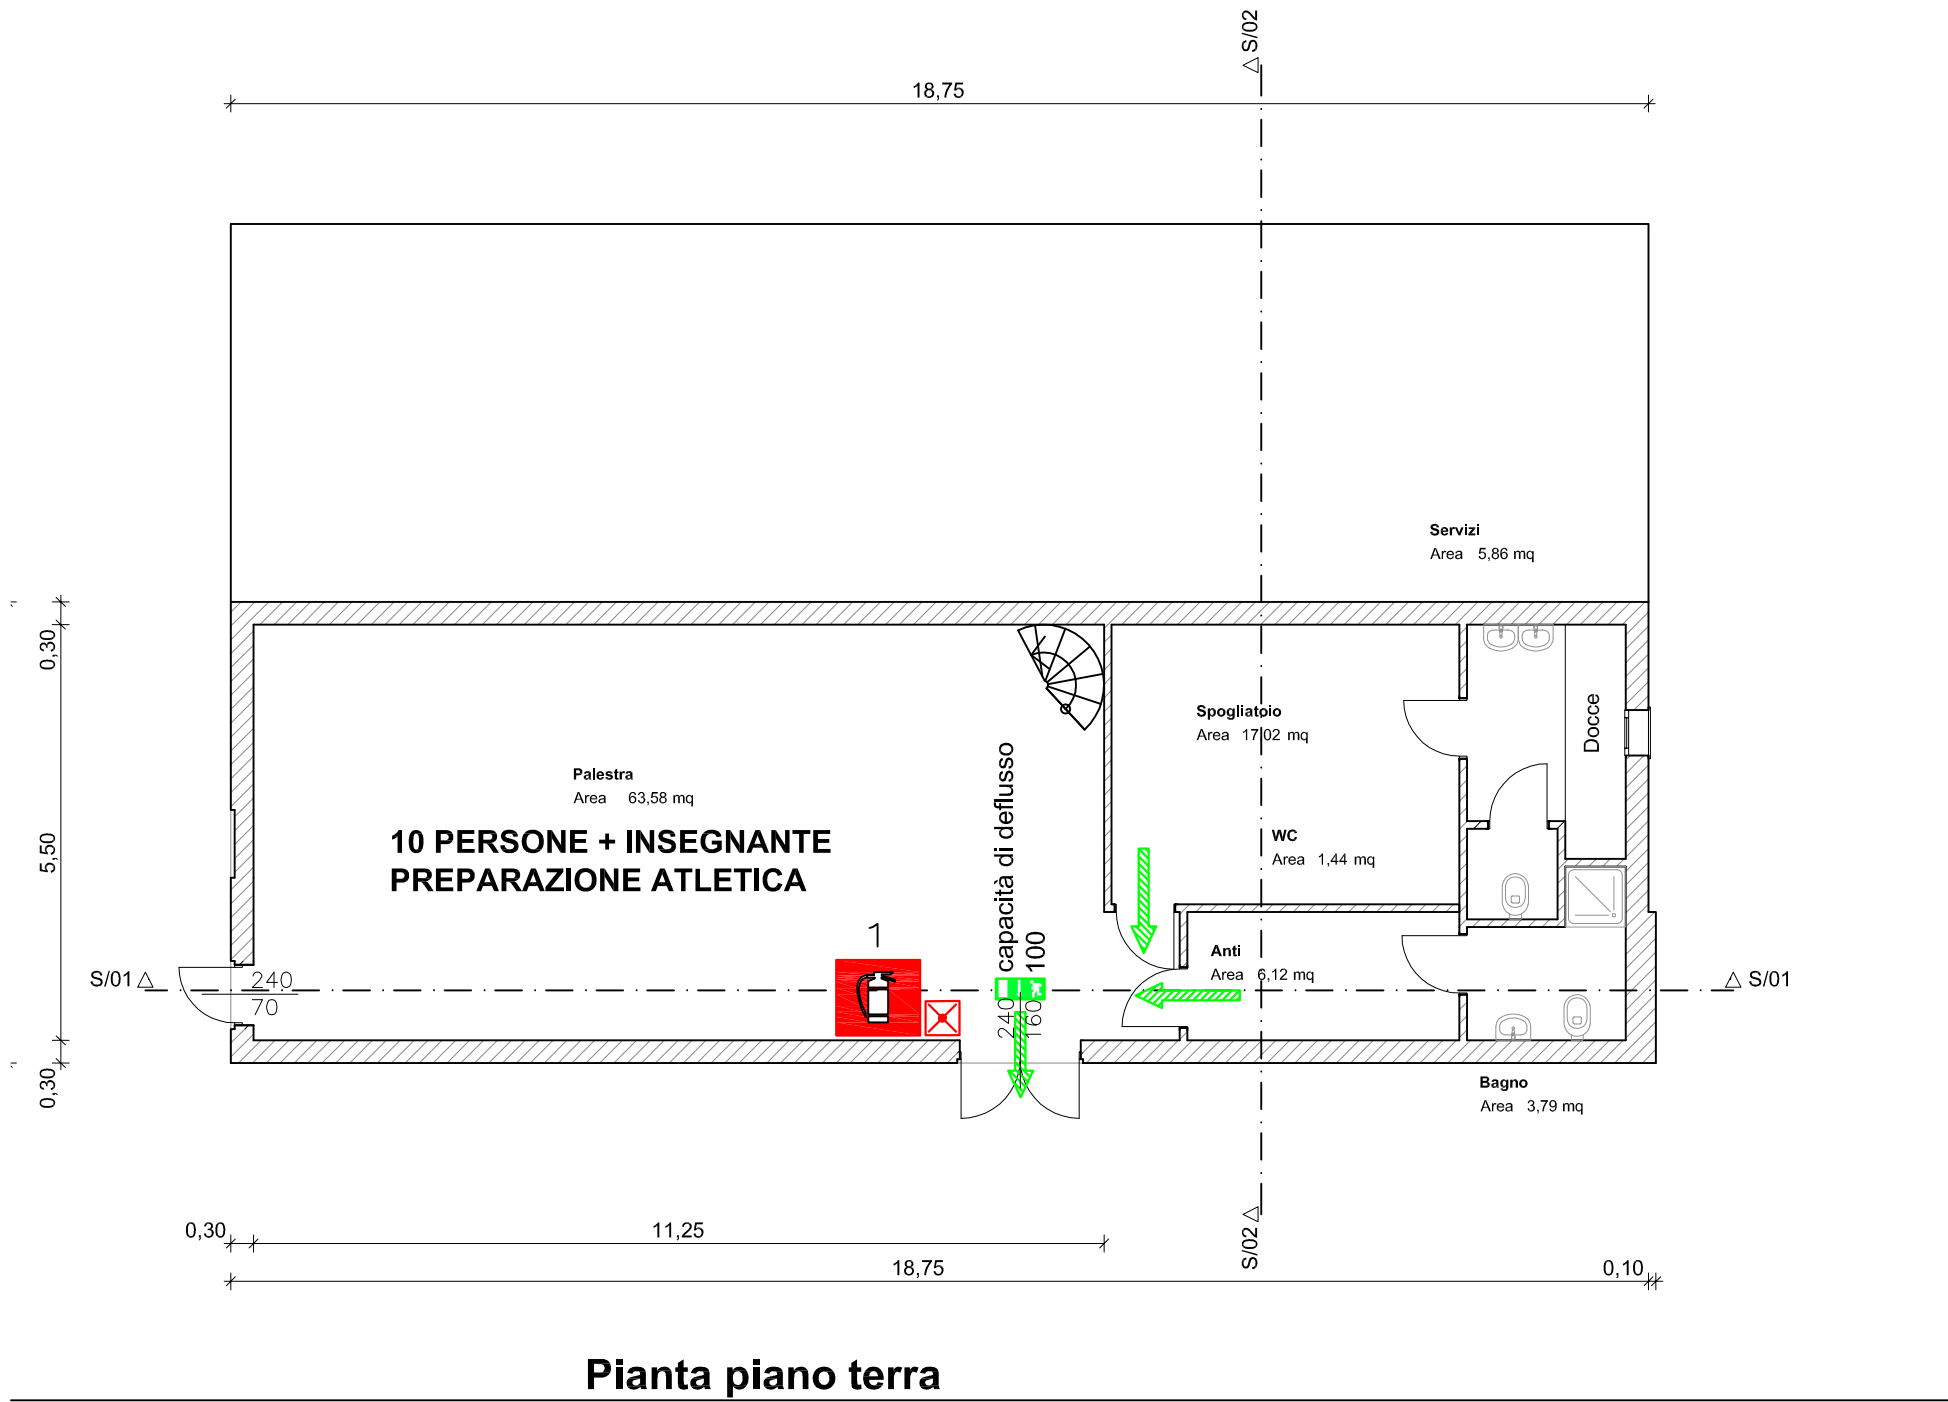 S/02
18,75
Servizi
Area 5,86 mq
0,30
5,50
0,30
Spogliatoio
Area 17,02 mq
Docce
Palestra
Area 63,58 mq
10 PERSONE + INSEGNANTE
PREPARAZIONE ATLETICA
capacità di deflusso
100
WC
Area 1,44 mq
1
Anti
Area 6,12 mq
S/01
240
70
240
160
S/01
Bagno
Area 3,79 mq
0,30
11,25
S/02
18,75
0,10
Pianta piano terra